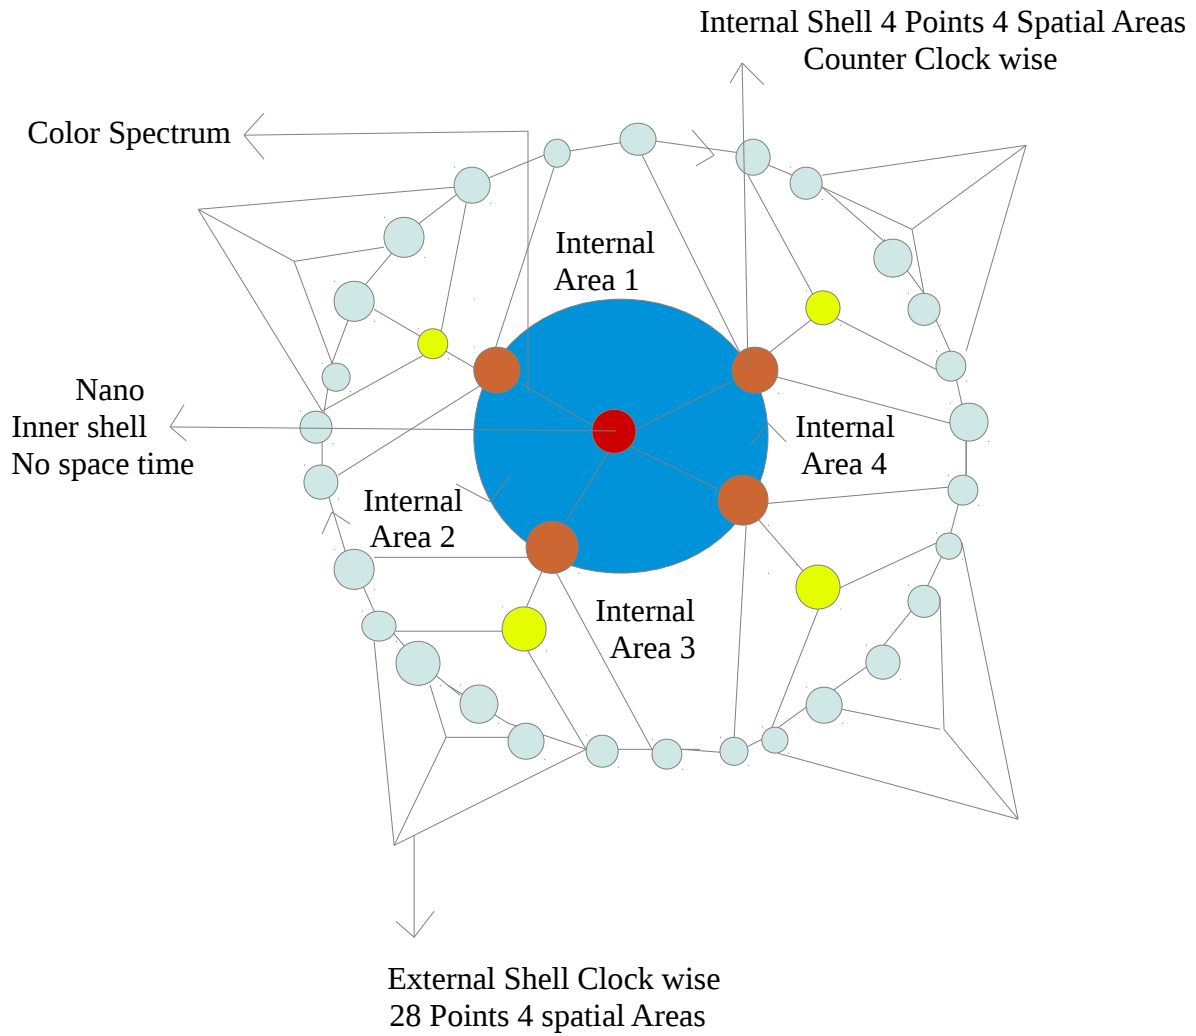 Internal Shell 4 Points 4 Spatial Areas
Counter Clock wise
Color Spectrum
Internal
Area 1
Nano
Inner shell
No space time
Internal
Area 4
Internal
Area 2
Internal
Area 3
External Shell Clock wise
28 Points 4 spatial Areas